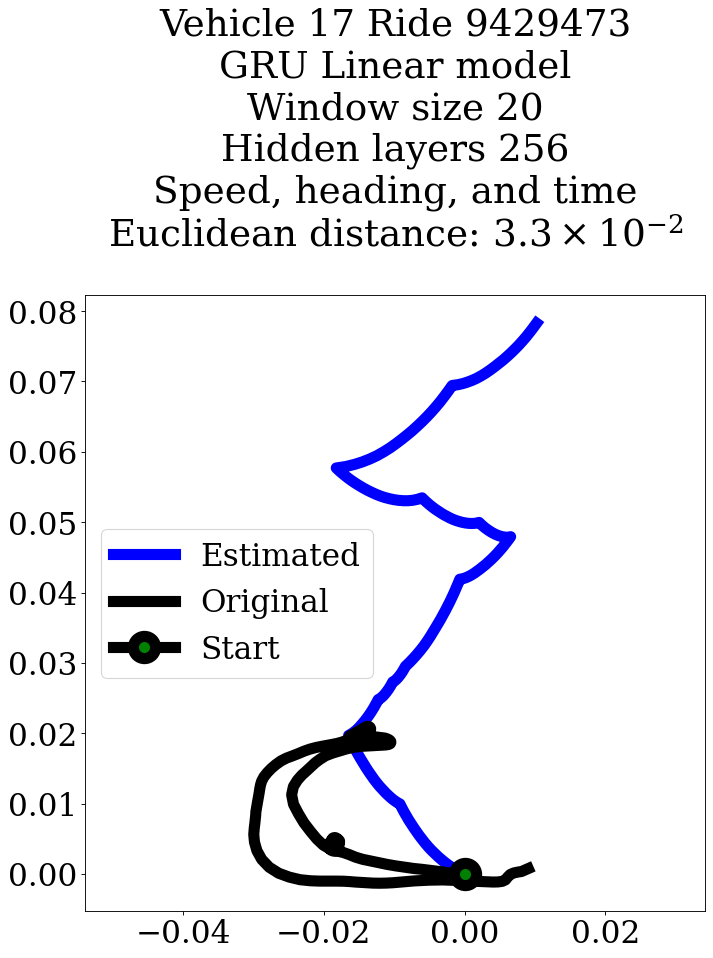 Vehicle 17 Ride 9429473
GRU Linear model
Window size 20
Hidden layers 256
Speed, heading, and time
Euclidean distance: 3.3 × 10⁻²
0.08
0.07
0.06
0.05
0.04
0.03
0.02
0.01
0.00
Estimated
Original
Start
−0.04 −0.02 0.00 0.02